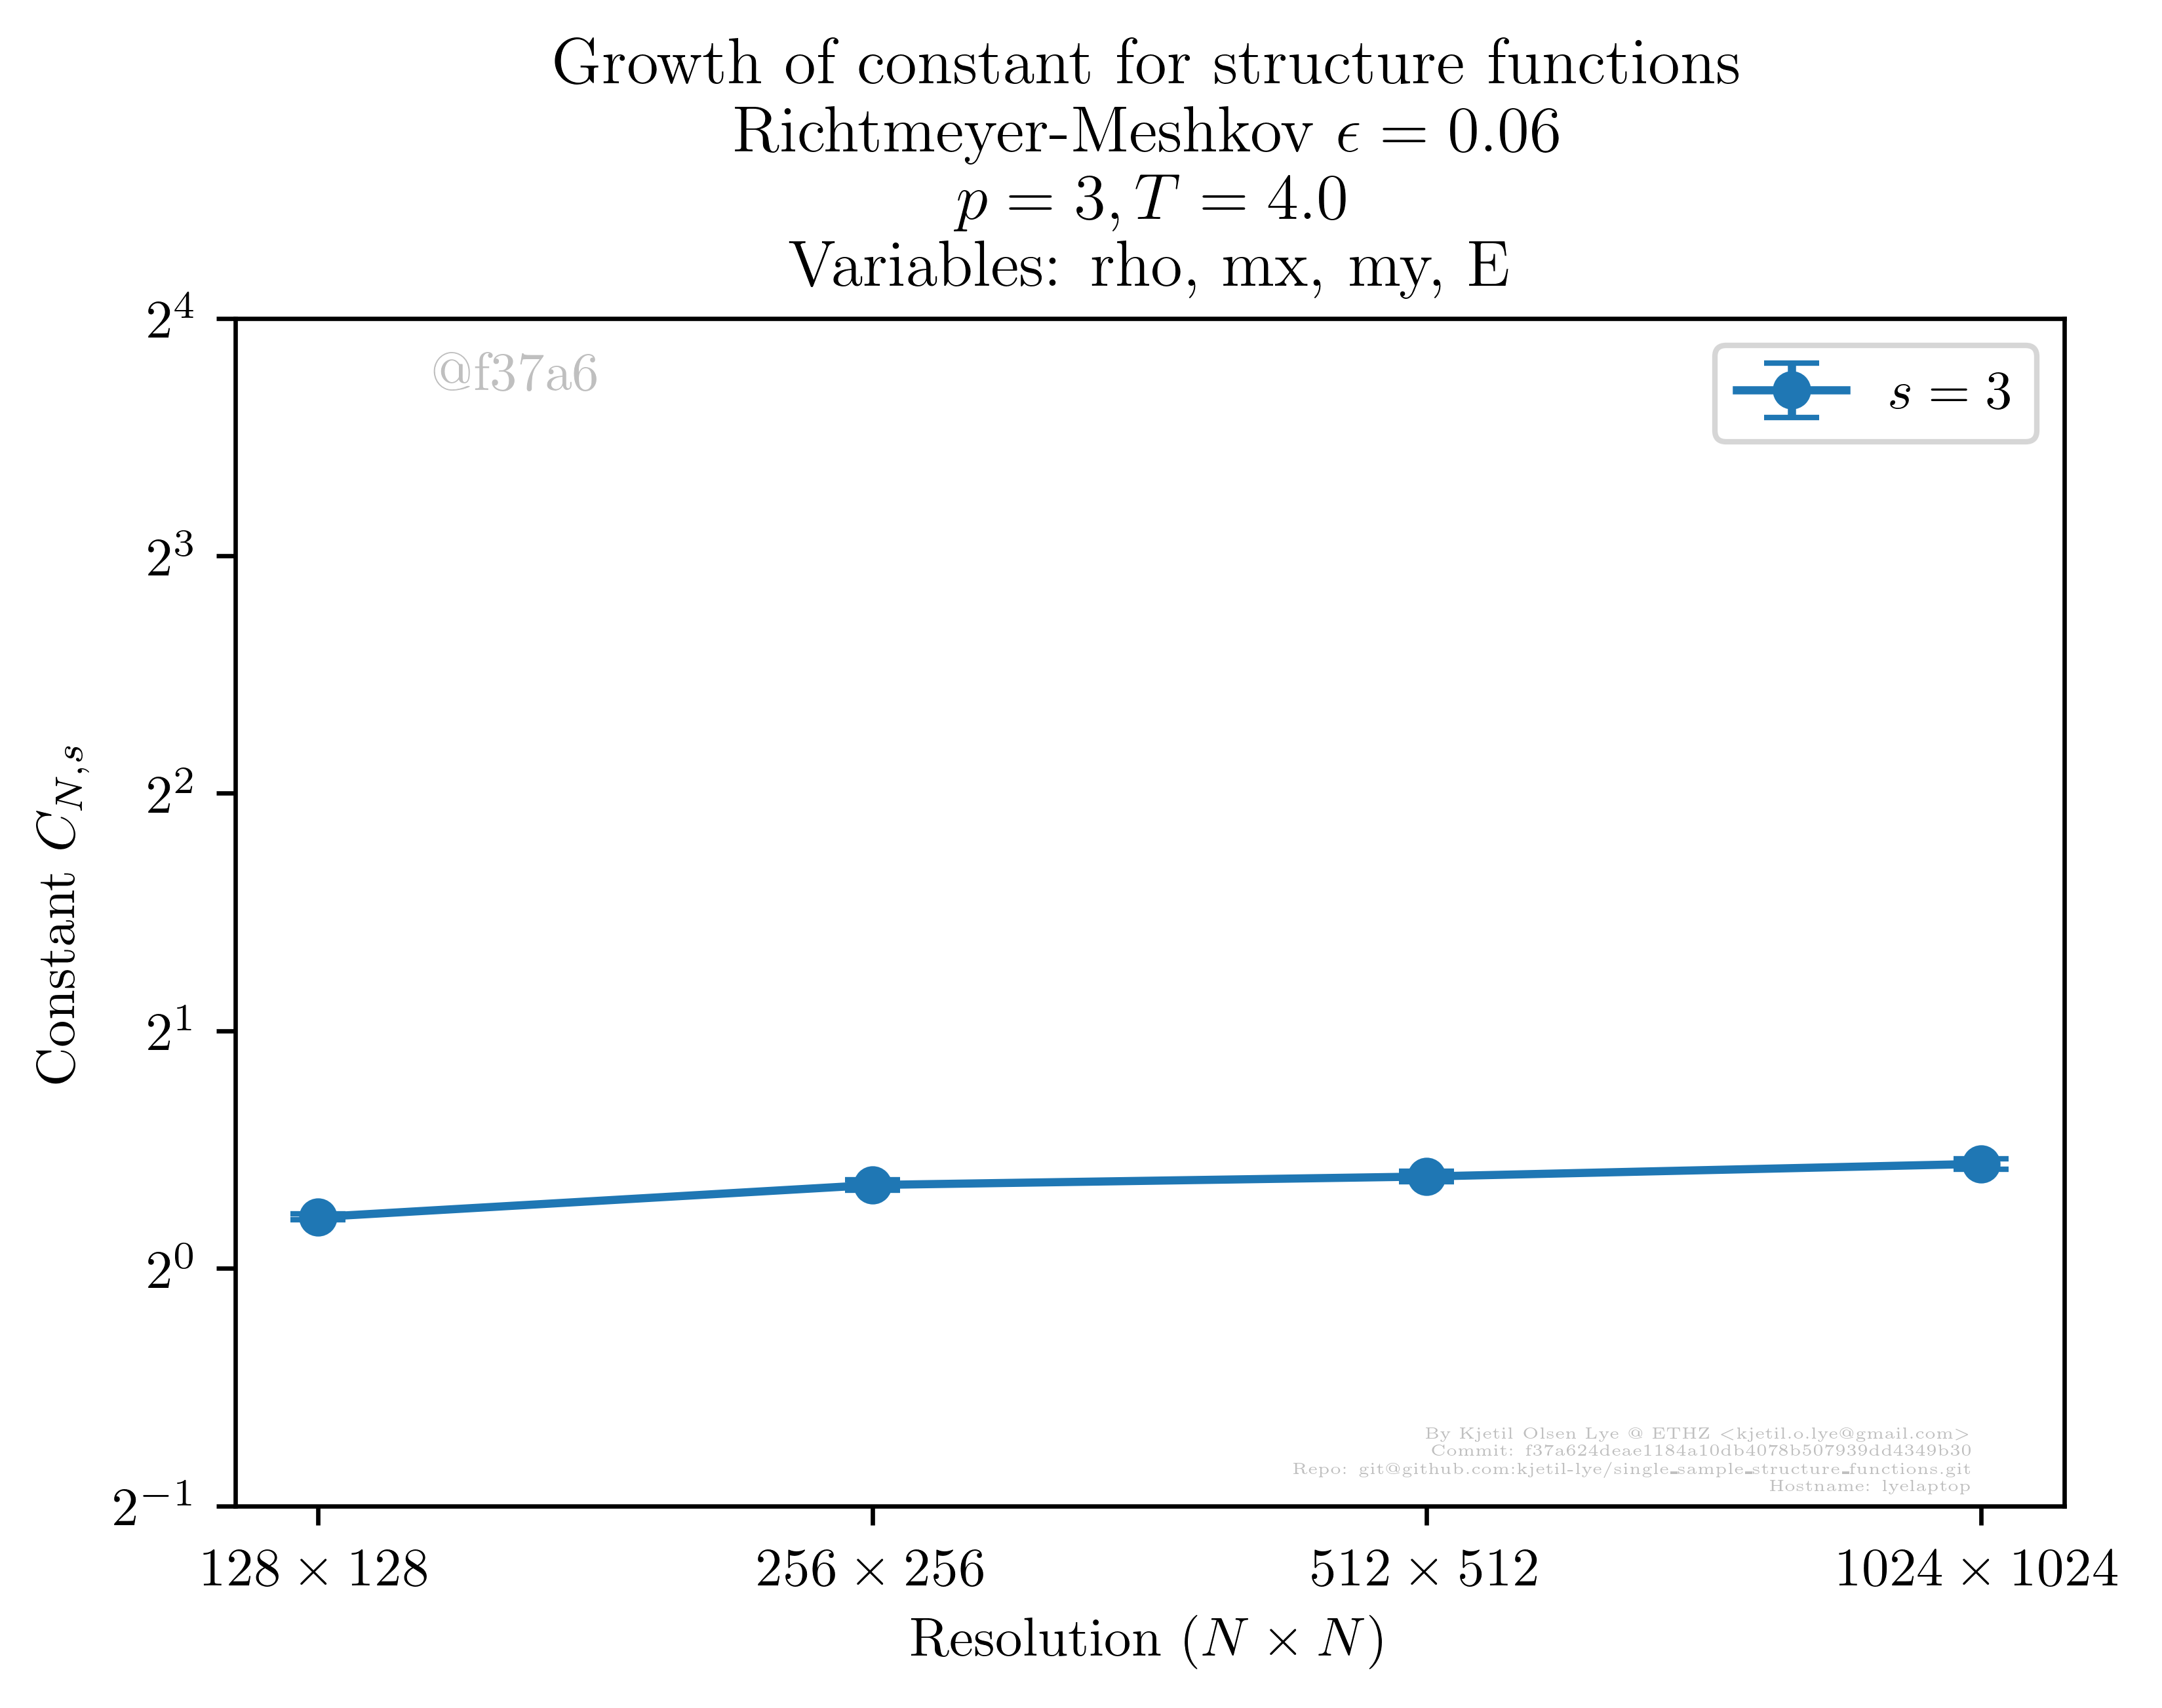 Growth of constant for structure functions
Richtmeyer-Meshkov ϵ = 0.06
p = 3, T = 4.0
Variables: rho, mx, my, E
@f37a6
s = 3
2⁴
2³
2²
2¹
2⁰
2⁻¹
Constant C_{N,s}
By Kjetil Olsen Lye @ ETHZ <kjetil.o.lye@gmail.com>
Commit: f37a624deae1184a10db4078b507939dd4349b30
Repo: git@github.com:kjetil-lye/single_sample_structure_functions.git
Hostname: lyelaptop
128 × 128 256 × 256 512 × 512 1024 × 1024
Resolution (N × N)